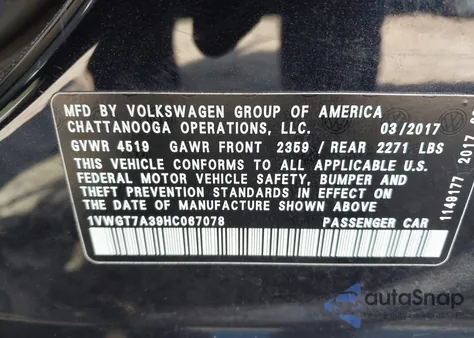 MFD BY VOLKSWAGEN GROUP OF AMERICA
CHATTANOOGA OPERATIONS, LLC. 03/2017
GVWR 4519 GAWR FRONT 2359 / REAR 2271 LBS
THIS VEHICLE CONFORMS TO ALL APPLICABLE U.S.
FEDERAL MOTOR VEHICLE SAFETY, BUMPER AND
THEFT PREVENTION STANDARDS IN EFFECT ON
THE DATE OF MANUFACTURE SHOWN ABOVE.
1VWGT7A39HC067078 PASSENGER CAR
1149177 2017
autoSnap